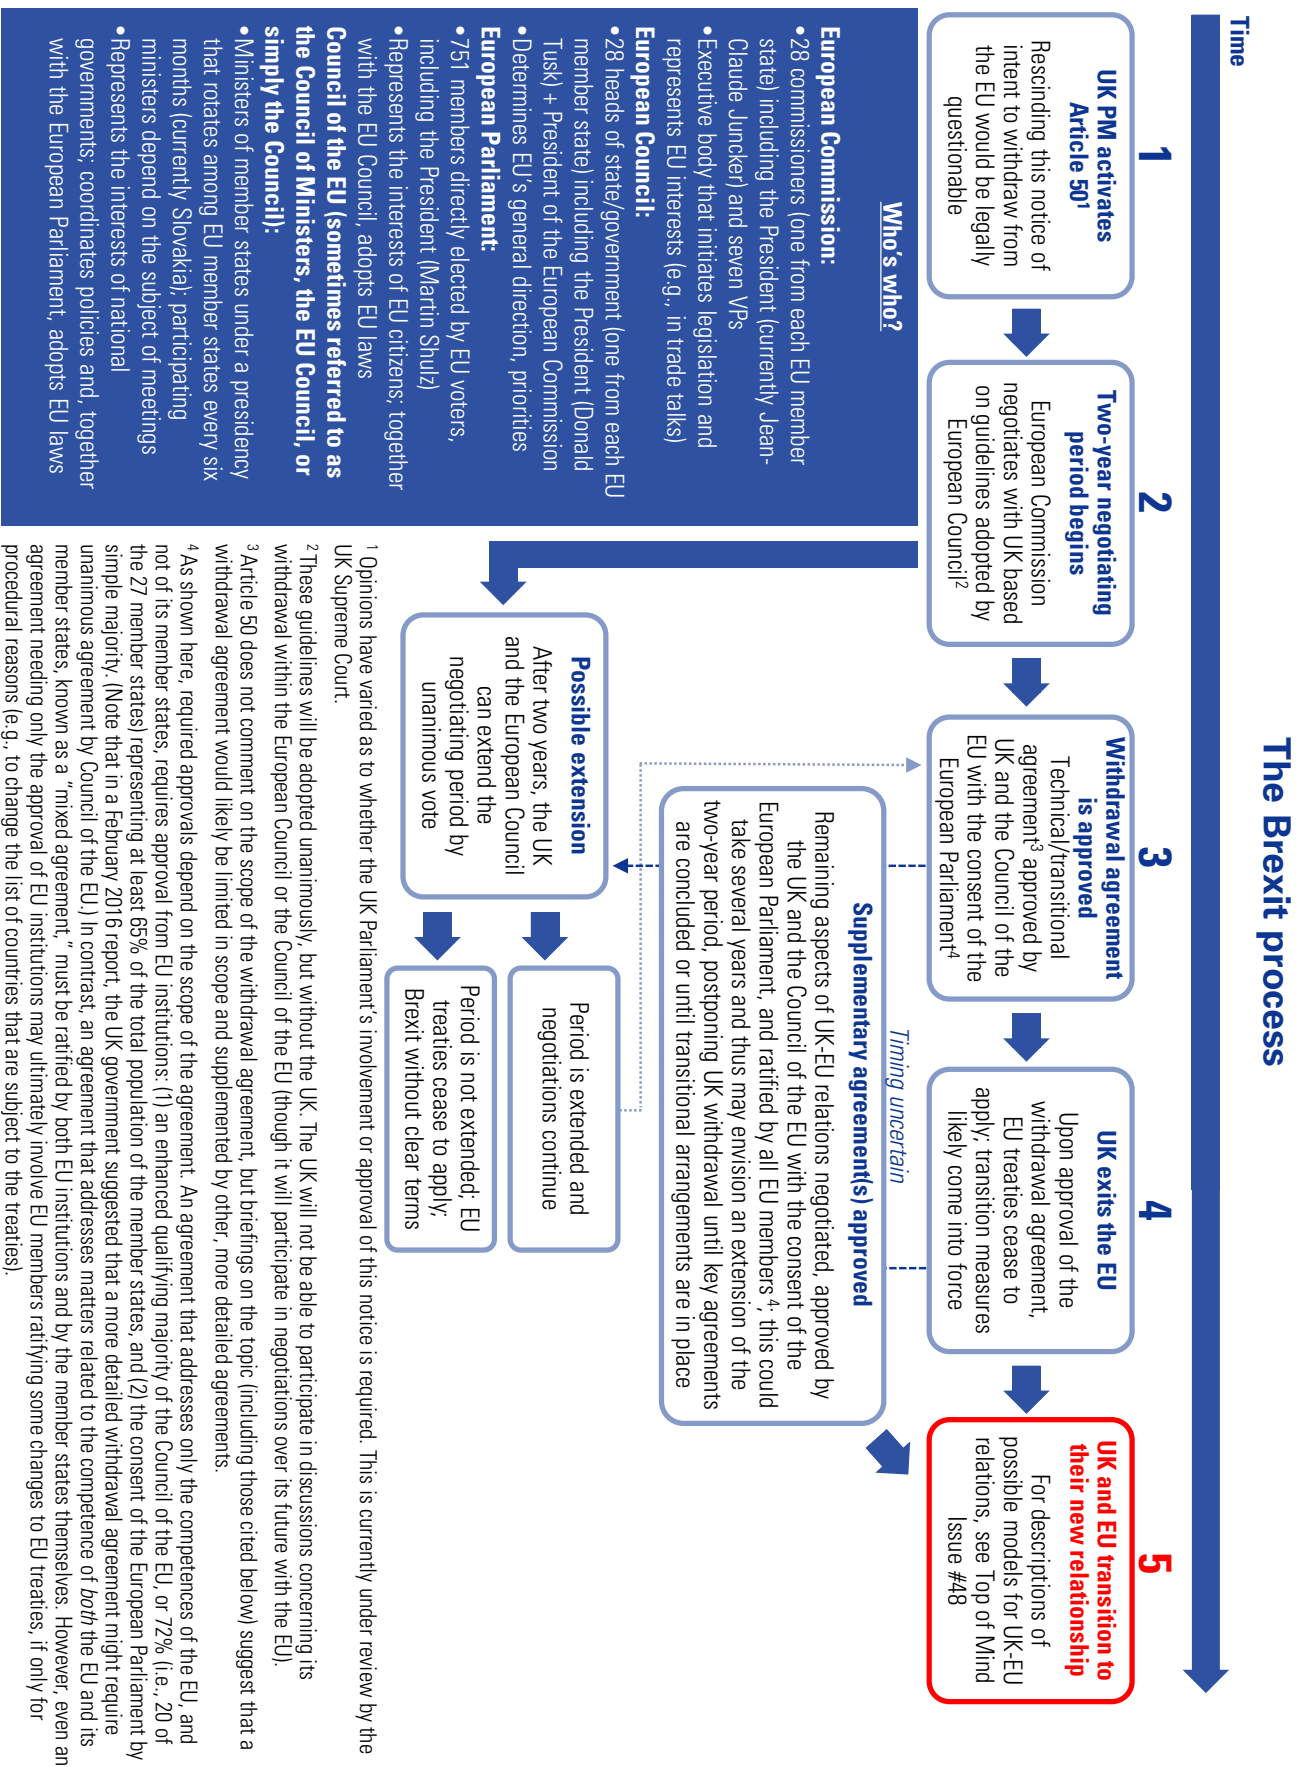 The Brexit process
Time
1
UK PM activates
Article 50¹
Rescinding this notice of
intent to withdraw from
the EU would be legally
questionable
2
Two-year negotiating
period begins
European Commission
negotiates with UK based
on guidelines adopted by
European Council²
3
Withdrawal agreement
is approved
Technical/transitional
agreement³ approved by
UK and the Council of the
EU with the consent of the
European Parliament⁴
4
UK exits the EU
Upon approval of the
withdrawal agreement,
EU treaties cease to
apply; transition measures
likely come into force
5
UK and EU transition to
their new relationship
For descriptions of
possible models for UK-EU
relations, see Top of Mind
Issue #48
Timing uncertain
Supplementary agreement(s) approved
Remaining aspects of UK-EU relations negotiated, approved by
the UK and the Council of the EU with the consent of the
European Parliament, and ratified by all EU members ⁴; this could
take several years and thus may envision an extension of the
two-year period, postponing UK withdrawal until key agreements
are concluded or until transitional arrangements are in place
Possible extension
After two years, the UK
and the European Council
can extend the
negotiating period by
unanimous vote
Period is extended and
negotiations continue
Period is not extended; EU
treaties cease to apply;
Brexit without clear terms
Who's who?
European Commission:
• 28 commissioners (one from each EU member
state) including the President (currently Jean-
Claude Juncker) and seven VPs
• Executive body that initiates legislation and
represents EU interests (e.g., in trade talks)
European Council:
• 28 heads of state/government (one from each EU
member state) including the President (Donald
Tusk) + President of the European Commission
• Determines EU's general direction, priorities
European Parliament:
• 751 members directly elected by EU voters,
including the President (Martin Shulz)
• Represents the interests of EU citizens; together
with the EU Council, adopts EU laws
Council of the EU (sometimes referred to as
the Council of Ministers, the EU Council, or
simply the Council):
• Ministers of member states under a presidency
that rotates among EU member states every six
months (currently Slovakia); participating
ministers depend on the subject of meetings
• Represents the interests of national
governments; coordinates policies and, together
with the European Parliament, adopts EU laws
¹ Opinions have varied as to whether the UK Parliament's involvement or approval of this notice is required. This is currently under review by the
UK Supreme Court.
² These guidelines will be adopted unanimously, but without the UK. The UK will not be able to participate in discussions concerning its
withdrawal within the European Council or the Council of the EU (though it will participate in negotiations over its future with the EU).
³ Article 50 does not comment on the scope of the withdrawal agreement, but briefings on the topic (including those cited below) suggest that a
withdrawal agreement would likely be limited in scope and supplemented by other, more detailed agreements.
⁴ As shown here, required approvals depend on the scope of the agreement. An agreement that addresses only the competences of the EU, and
not of its member states, requires approval from EU institutions: (1) an enhanced qualifying majority of the Council of the EU, or 72% (i.e., 20 of
the 27 member states) representing at least 65% of the total population of the member states, and (2) the consent of the European Parliament by
simple majority. (Note that in a February 2016 report, the UK government suggested that a more detailed withdrawal agreement might require
unanimous agreement by Council of the EU.) In contrast, an agreement that addresses matters related to the competence of both the EU and its
member states, known as a "mixed agreement," must be ratified by both EU institutions and by the member states themselves. However, even an
agreement needing only the approval of EU institutions may ultimately involve EU members ratifying some changes to EU treaties, if only for
procedural reasons (e.g., to change the list of countries that are subject to the treaties).